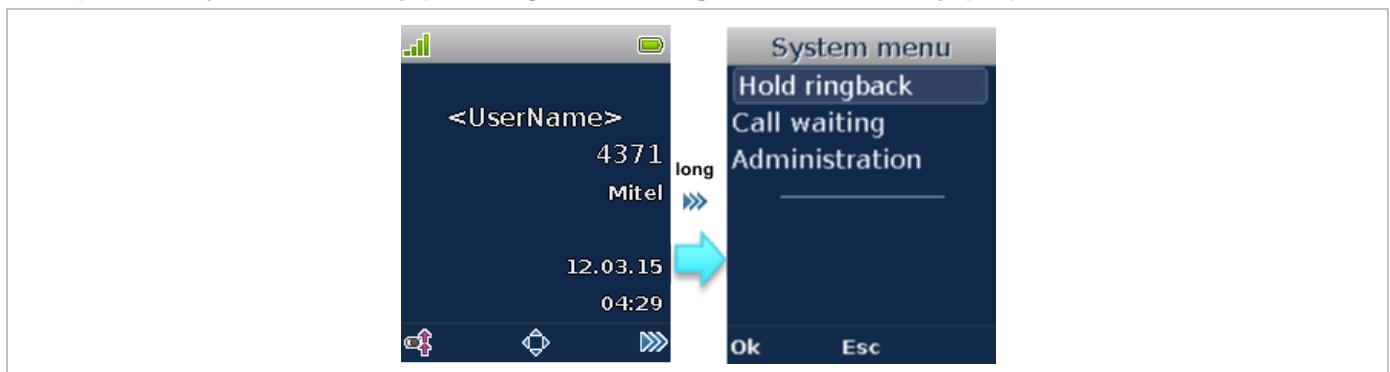 <UserName>
4371
Mitel
12.03.15
04:29
long
System menu
Hold ringback
Call waiting
Administration
Ok Esc